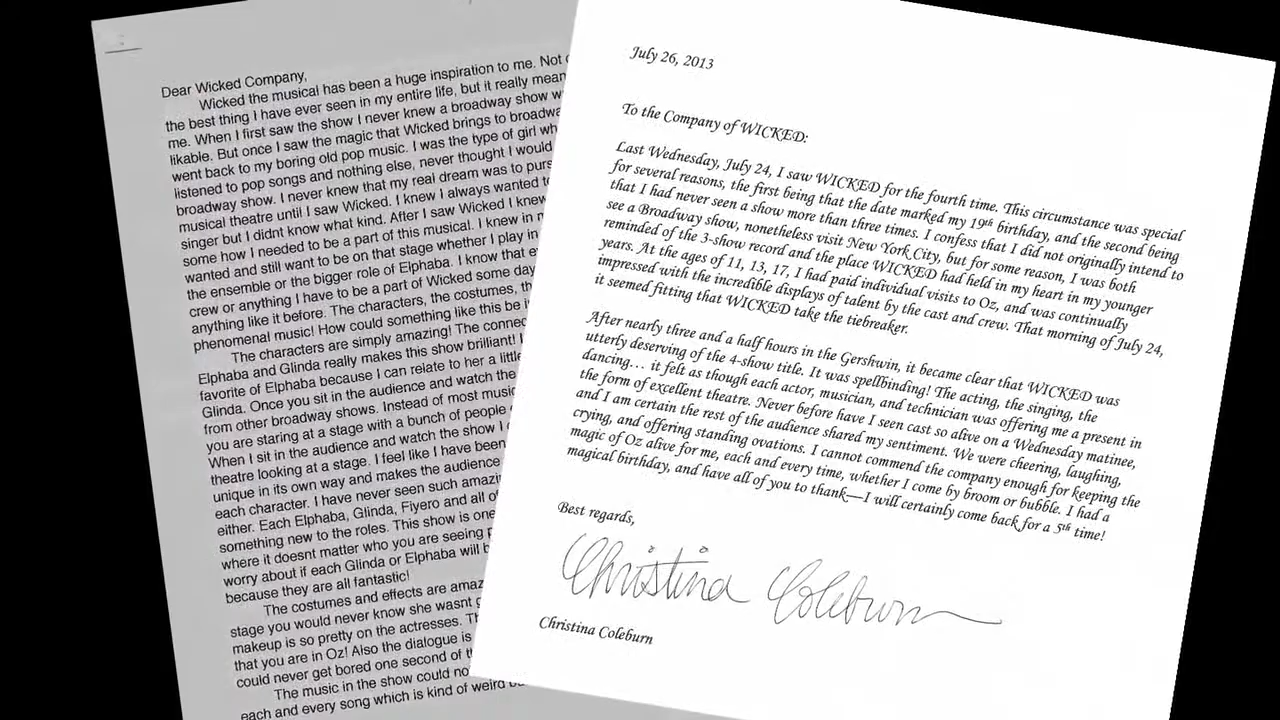 Dear Wicked Company,
Wicked the musical has been a huge inspiration to me. Not
the best thing I have ever seen in my entire life, but it really mean
me. When I first saw the show I never knew a broadway show w
likable. But once I saw the magic that Wicked brings to broadwa
went back to my boring old pop music. I was the type of girl wh
listened to pop songs and nothing else, never thought I would
broadway show. I never knew that my real dream was to purs
musical theatre until I saw Wicked. I knew I always wanted to
singer but I didnt know what kind. After I saw Wicked I knew
some how I needed to be a part of this musical. I knew in m
wanted and still want to be on that stage whether I play in
the ensemble or the bigger role of Elphaba. I know that e
crew or anything I have to be a part of Wicked some day
anything like it before. The characters, the costumes, th
phenomenal music! How could something like this be i
The characters are simply amazing! The connec
Elphaba and Glinda really makes this show brilliant! I
favorite of Elphaba because I can relate to her a little
Glinda. Once you sit in the audience and watch the
from other broadway shows. Instead of most music
you are staring at a stage with a bunch of people
When I sit in the audience and watch the show I
theatre looking at a stage. I feel like I have been
unique in its own way and makes the audience
each character. I have never seen such amazi
either. Each Elphaba, Glinda, Fiyero and all o
something new to the roles. This show is one
where it doesnt matter who you are seeing p
worry about if each Glinda or Elphaba will b
because they are all fantastic!
The costumes and effects are amaz
stage you would never know she wasnt g
makeup is so pretty on the actresses. Th
that you are in Oz! Also the dialogue is
could never get bored one second of th
The music in the show could no
each and every song which is kind of weird bu
July 26, 2013
To the Company of WICKED:
Last Wednesday, July 24, I saw WICKED for the fourth time. This circumstance was special
for several reasons, the first being that the date marked my 19th birthday, and the second being
that I had never seen a show more than three times. I confess that I did not originally intend to
see a Broadway show, nonetheless visit New York City, but for some reason, I was both
reminded of the 3-show record and the place WICKED had held in my heart in my younger
years. At the ages of 11, 13, 17, I had paid individual visits to Oz, and was continually
impressed with the incredible displays of talent by the cast and crew. That morning of July 24,
it seemed fitting that WICKED take the tiebreaker.
After nearly three and a half hours in the Gershwin, it became clear that WICKED was
utterly deserving of the 4-show title. It was spellbinding! The acting, the singing, the
dancing… it felt as though each actor, musician, and technician was offering me a present in
the form of excellent theatre. Never before have I seen cast so alive on a Wednesday matinee,
and I am certain the rest of the audience shared my sentiment. We were cheering, laughing,
crying, and offering standing ovations. I cannot commend the company enough for keeping the
magic of Oz alive for me, each and every time, whether I come by broom or bubble. I had a
magical birthday, and have all of you to thank—I will certainly come back for a 5th time!
Best regards,
Christina Coleburn
Christina Coleburn